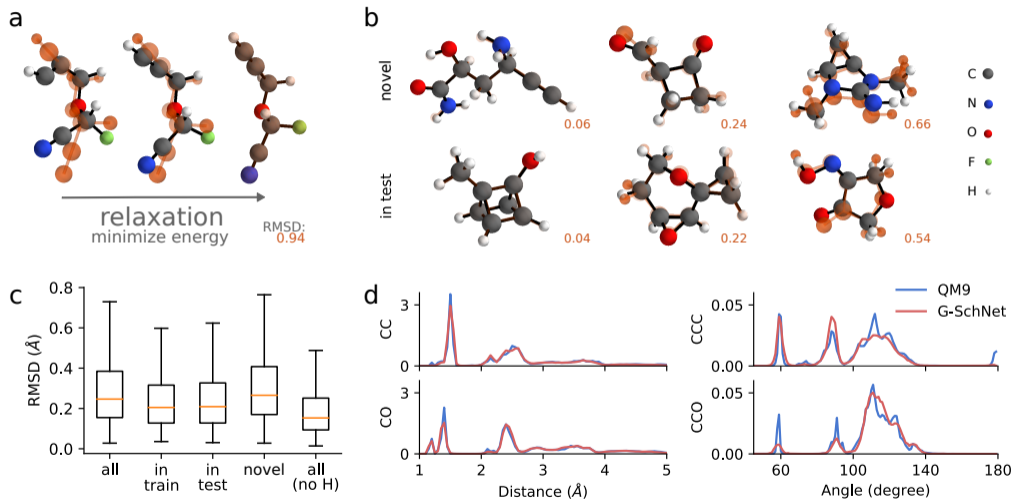 a
relaxation
minimize energy
RMSD:
0.94
b
novel
0.06
0.24
0.66
in test
0.04
0.22
0.54
C
N
O
F
H
c
RMSD (Å)
0.8
0.6
0.4
0.2
0.0
all
in
train
in
test
novel
all
(no H)
d
QM9
G-SchNet
CC
3
0
CCC
0.05
0.00
CO
3
0
1
2
3
4
5
Distance (Å)
CCO
0.05
0.00
60
100
140
180
Angle (degree)